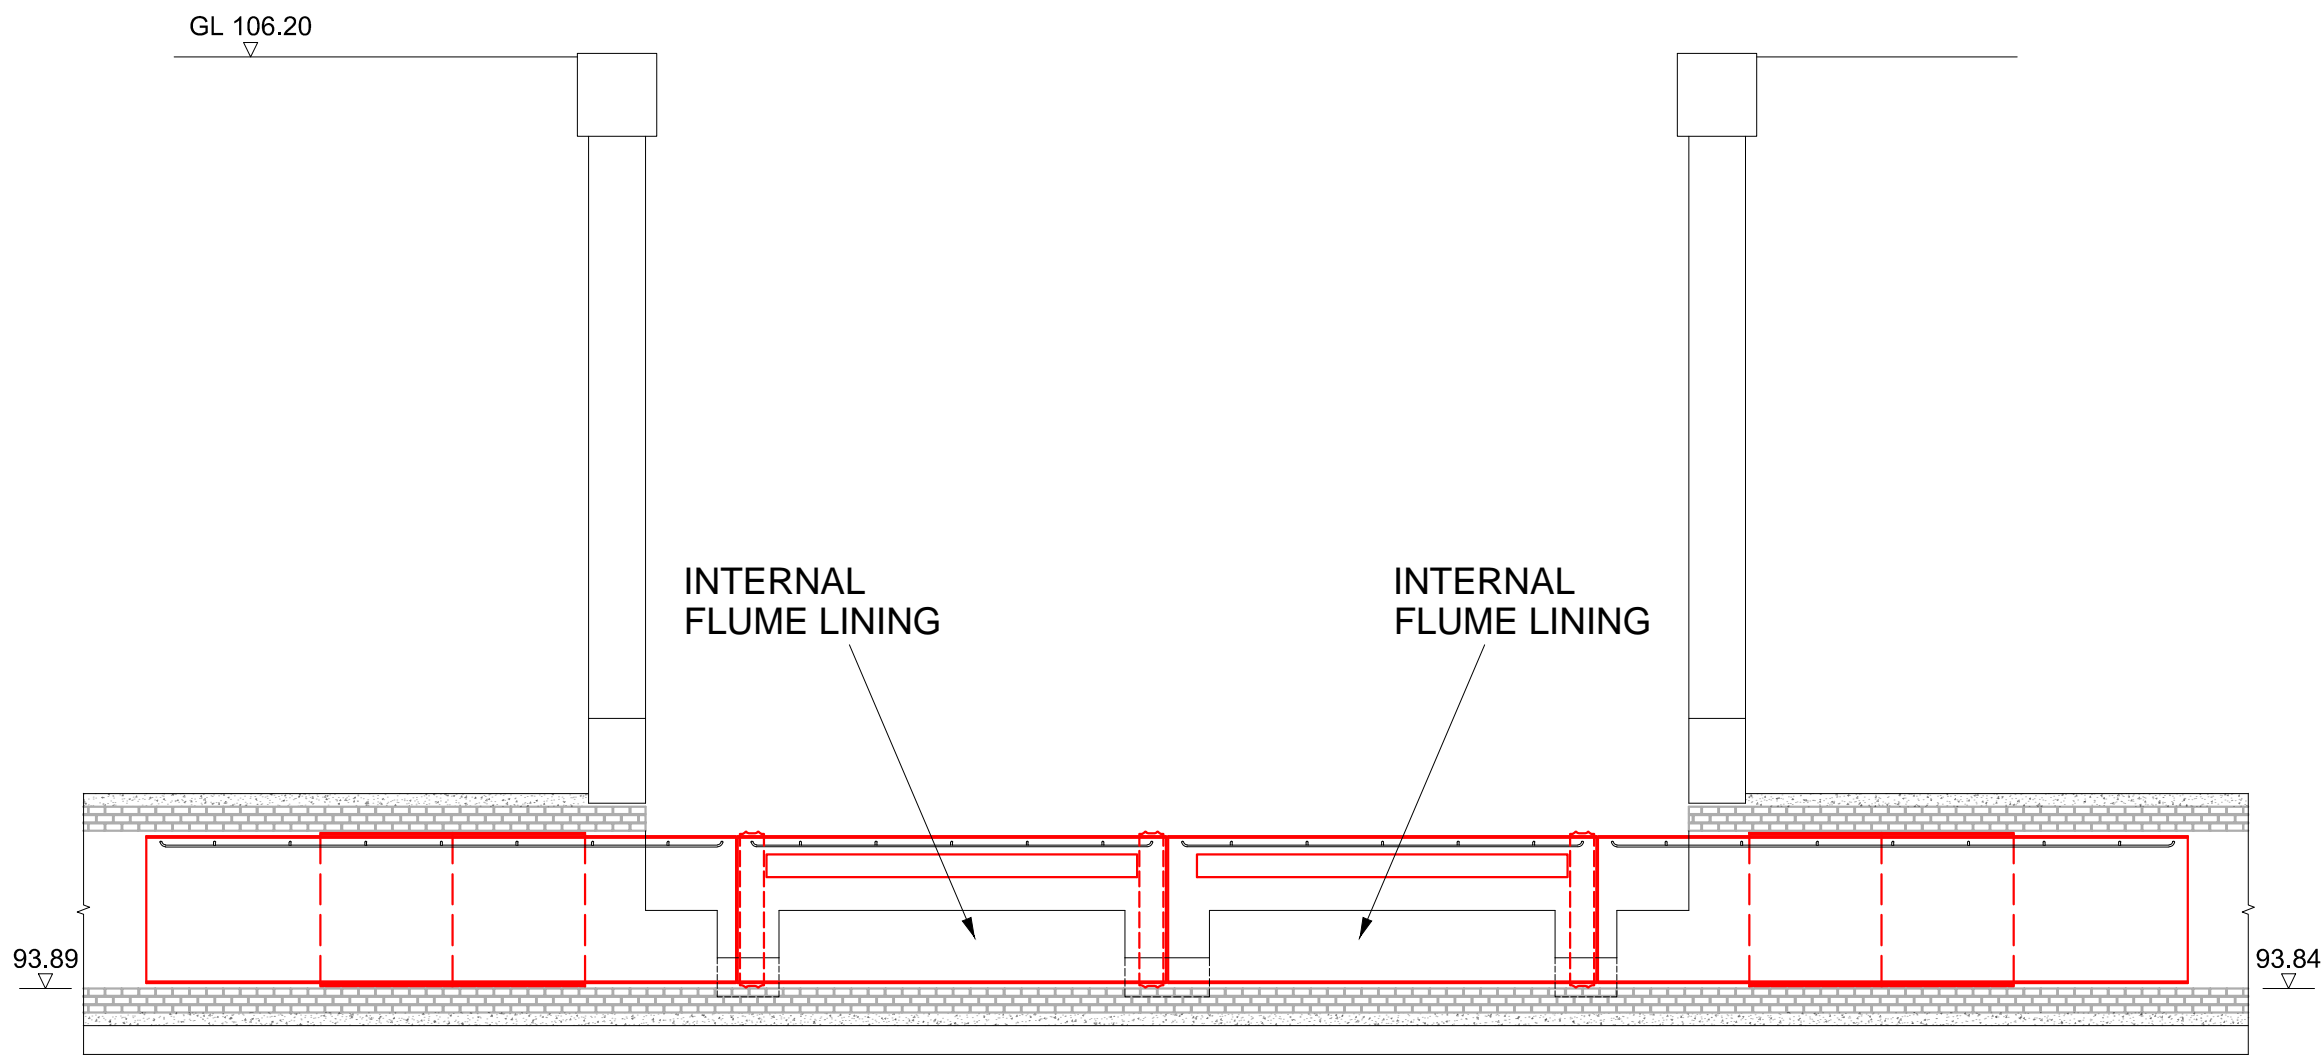 GL 106.20
INTERNAL
FLUME LINING
INTERNAL
FLUME LINING
93.89
93.84